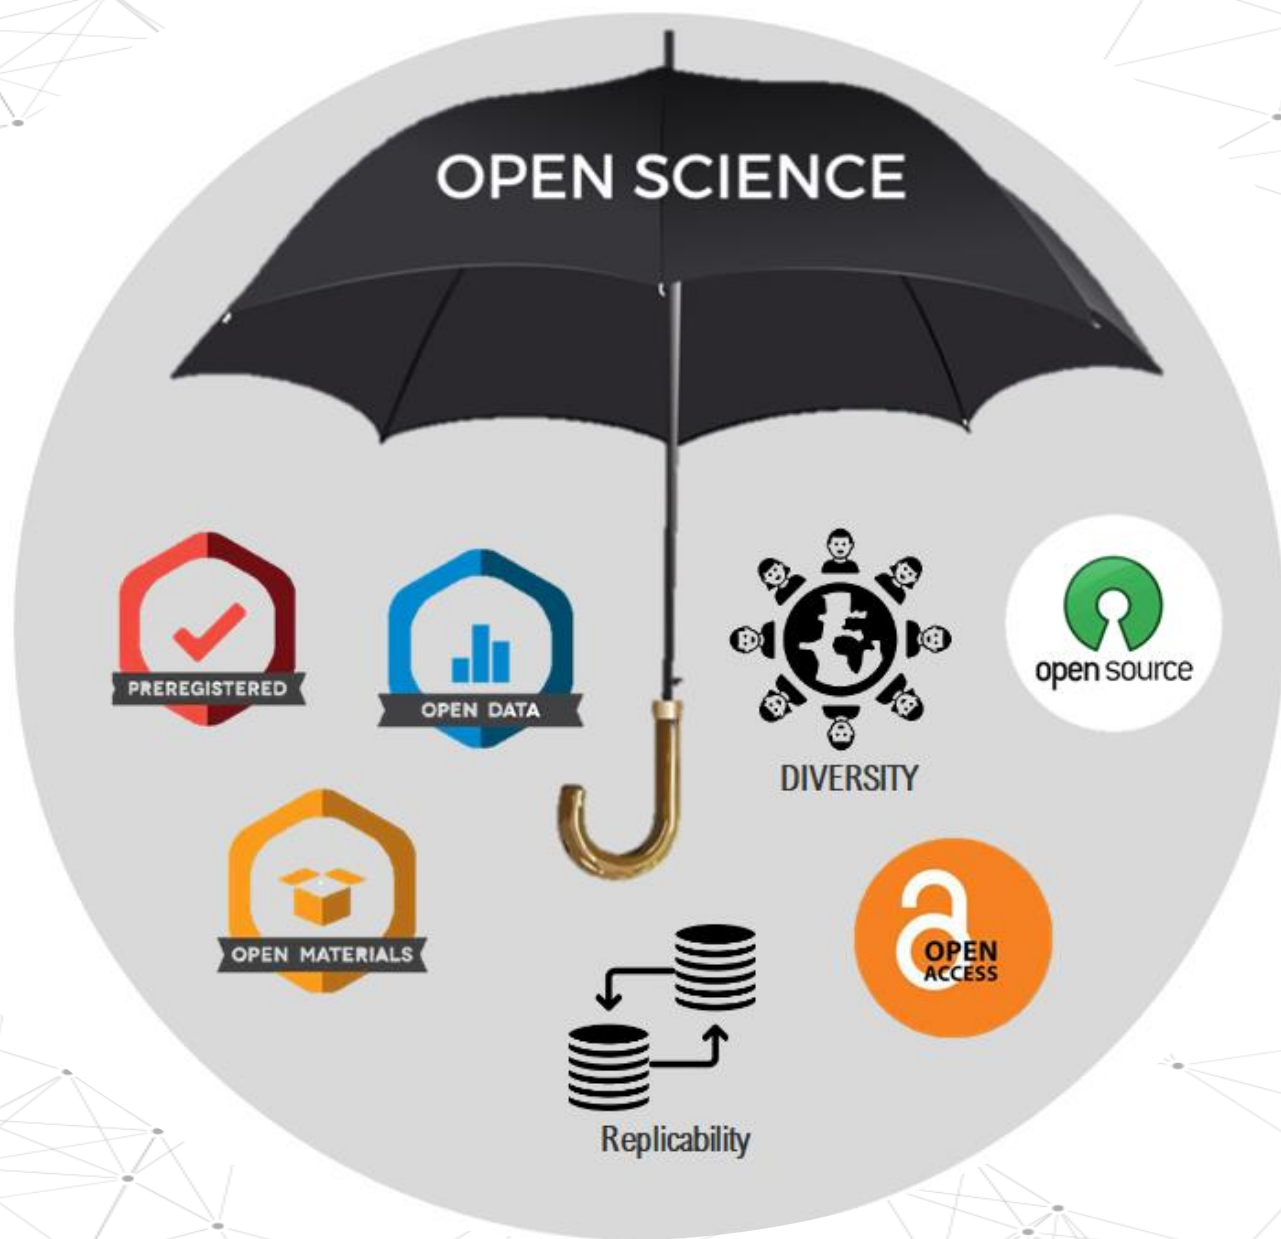 OPEN SCIENCE
PREREGISTERED
OPEN DATA
DIVERSITY
open source
OPEN MATERIALS
a
OPEN
ACCESS
Replicability